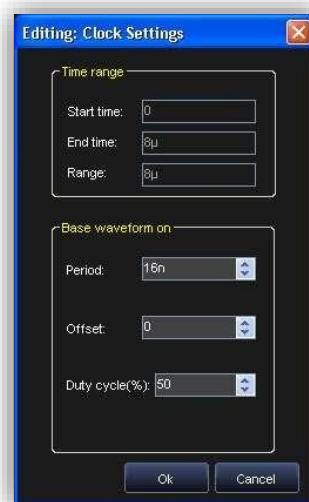 Editing: Clock Settings
Time range
Start time: 0
End time: 8µ
Range: 8µ
Base waveform on
Period: 16n
Offset: 0
Duty cycle(%): 50
Ok Cancel